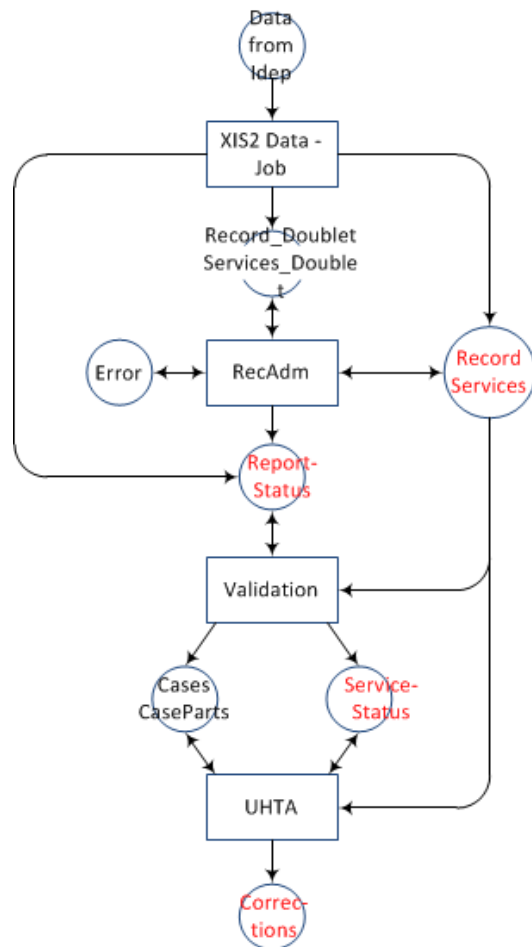 Data
from
Idep
XIS2 Data -
Job
Record_Doublet
Services_Double
t
Error
RecAdm
Record
Services
Report-
Status
Validation
Cases
CaseParts
Service-
Status
UHTA
Correc-
tions